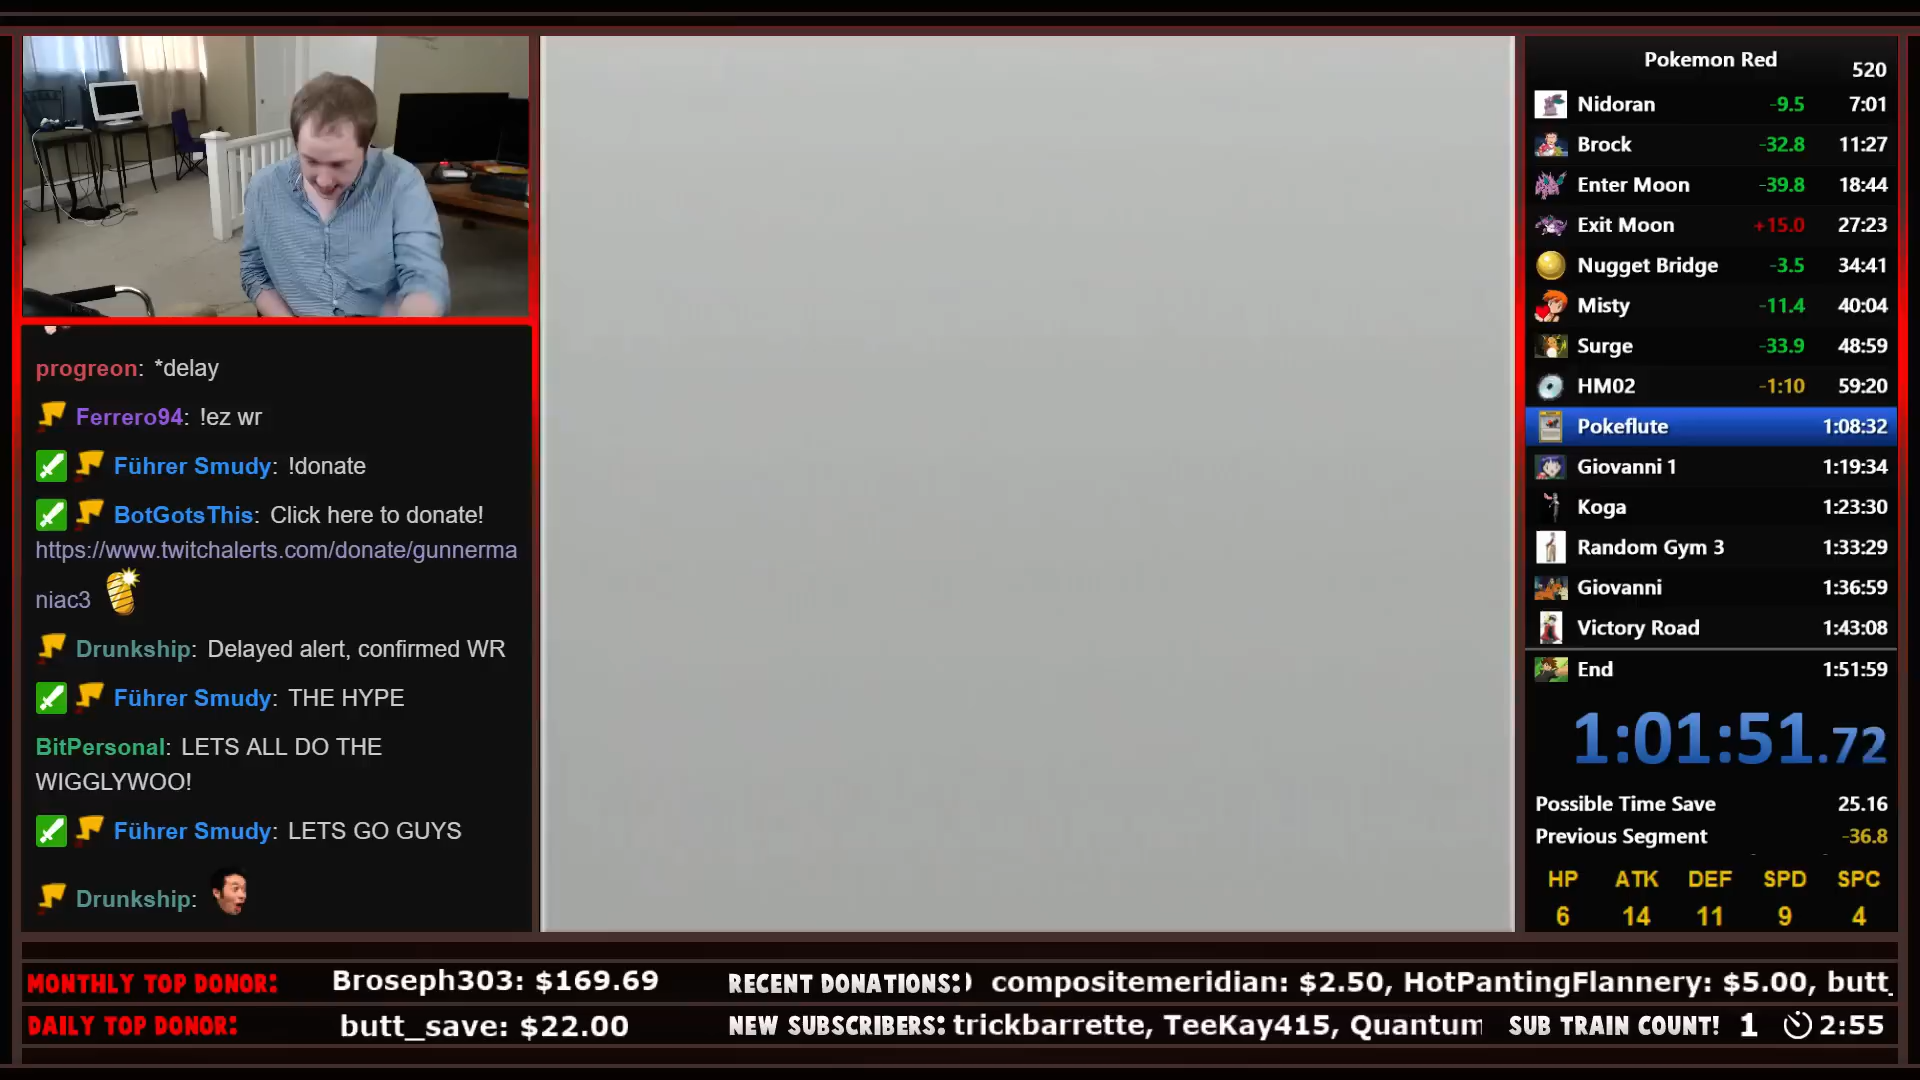 progreon: *delay
Ferrero94: !ez wr
Führer Smudy: !donate
BotGotsThis: Click here to donate!
https://www.twitchalerts.com/donate/gunnerma
niac3
Drunkship: Delayed alert, confirmed WR
Führer Smudy: THE HYPE
BitPersonal: LETS ALL DO THE
WIGGLYWOO!
Führer Smudy: LETS GO GUYS
Drunkship:
Pokemon Red 520
Nidoran -9.5 7:01
Brock -32.8 11:27
Enter Moon -39.8 18:44
Exit Moon +15.0 27:23
Nugget Bridge -3.5 34:41
Misty -11.4 40:04
Surge -33.9 48:59
HM02 -1:10 59:20
Pokeflute 1:08:32
Giovanni 1 1:19:34
Koga 1:23:30
Random Gym 3 1:33:29
Giovanni 1:36:59
Victory Road 1:43:08
End 1:51:59
1:01:51.72
Possible Time Save 25.16
Previous Segment -36.8
HP ATK DEF SPD SPC
6 14 11 9 4
MONTHLY TOP DONOR: Broseph303: $169.69
RECENT DONATIONS: ) compositemeridian: $2.50, HotPantingFlannery: $5.00, butt_
DAILY TOP DONOR: butt_save: $22.00
NEW SUBSCRIBERS: trickbarrette, TeeKay415, Quantum
SUB TRAIN COUNT! 1 2:55